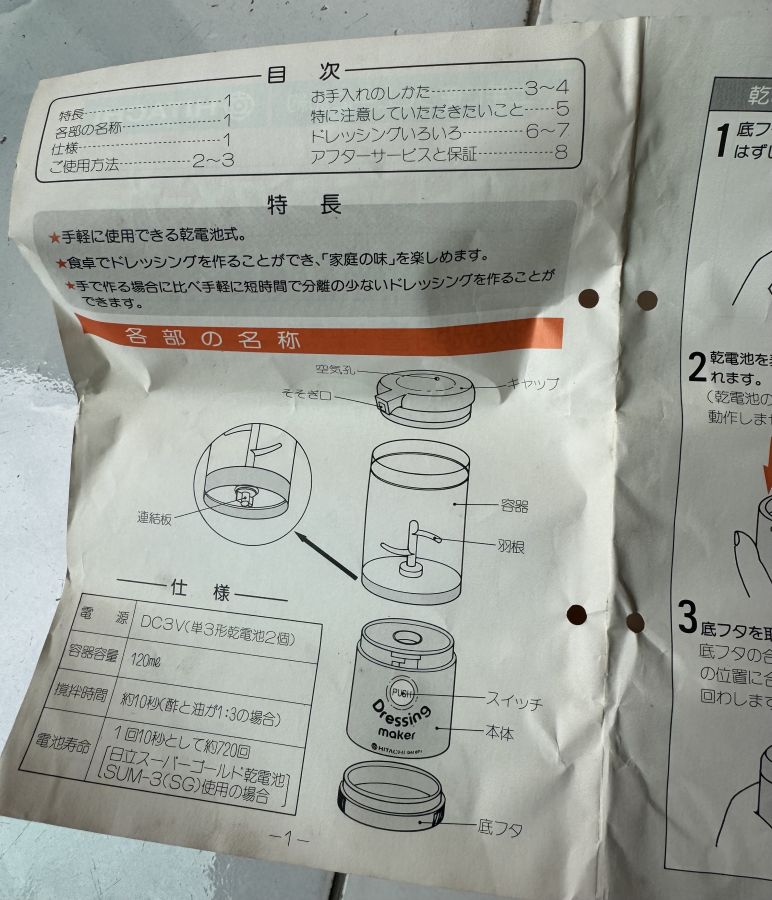 目 次
特長…………………1
各部の名称…………1
仕様…………………1
ご使用方法…………2〜3
お手入れのしかた…………3〜4
特に注意していただきたいこと……5
ドレッシングいろいろ………6〜7
アフターサービスと保証………8
特 長
★手軽に使用できる乾電池式。
★食卓でドレッシングを作ることができ、「家庭の味」を楽しめます。
★手で作る場合に比べ手軽に短時間で分離の少ないドレッシングを作ることが
できます。
各部の名称
空気孔
そそぎ口
キャップ
連結板
容器
羽根
仕 様
電 源 DC3V(単3形乾電池2個)
容器容量 120㎖
撹拌時間 約10秒(酢と油が1:3の場合)
電池寿命 1回10秒として約720回
[日立スーパーゴールド乾電池
SUM-3(SG)使用の場合]
PUSH
Dressing
maker
HITACHI
スイッチ
本体
底フタ
-1-
乾
1 底フ
はずし
2 乾電池を
れます。
(乾電池の
動作しませ
3 底フタを取
底フタの合
の位置に合
回わします